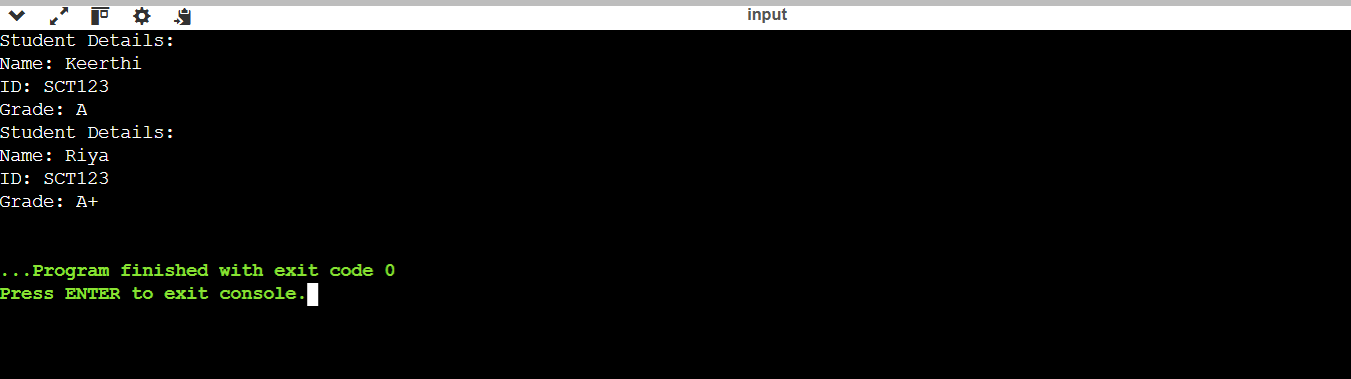 input
Student Details:
Name: Keerthi
ID: SCT123
Grade: A
Student Details:
Name: Riya
ID: SCT123
Grade: A+
...Program finished with exit code 0
Press ENTER to exit console.